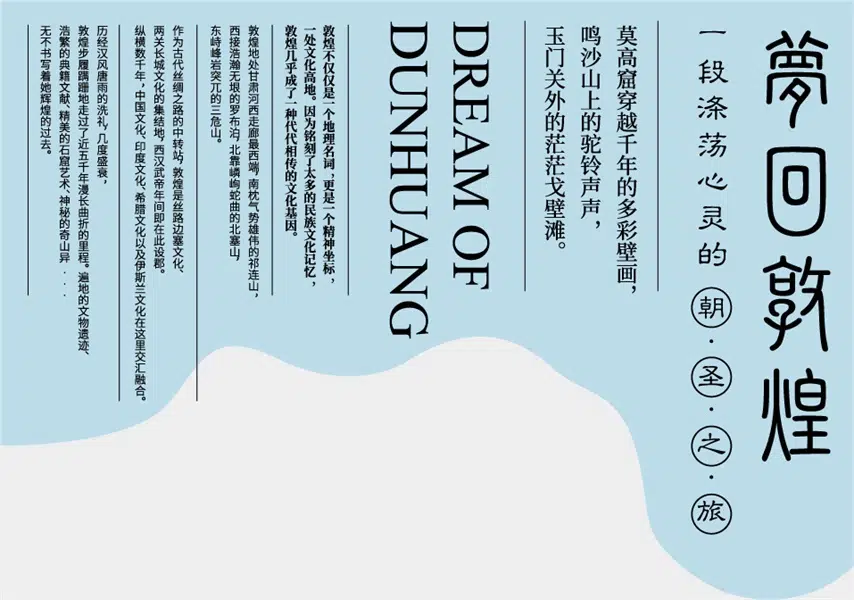 夢回敦煌
一段涤荡心灵的
朝·圣·之·旅
莫高窟穿越千年的多彩壁画，
鸣沙山上的驼铃声声，
玉门关外的茫茫戈壁滩。
DREAM OF
DUNHUANG
敦煌不仅仅是一个地理名词，更是一个精神坐标，
一处文化高地。因为铭刻了太多的民族文化记忆，
敦煌几乎成了一种代代相传的文化基因。
敦煌地处甘肃河西走廊最西端，南枕气势雄伟的祁连山，
西接浩瀚无垠的罗布泊，北靠嶙峋蛇曲的北塞山，
东峙峰岩突兀的三危山。
作为古代丝绸之路的中转站，敦煌是丝路边塞文化、
两关长城文化的集结地，西汉武帝年间即在此设郡。
纵横数千年，中国文化、印度文化、希腊文化以及伊斯兰文化在这里交汇融合。
历经汉风唐雨的洗礼，几度盛衰，
敦煌步履蹒跚地走过了近五千年漫长曲折的里程。遍地的文物遗迹、
浩繁的典籍文献、精美的石窟艺术、神秘的奇山异...
无不书写着她辉煌的过去。